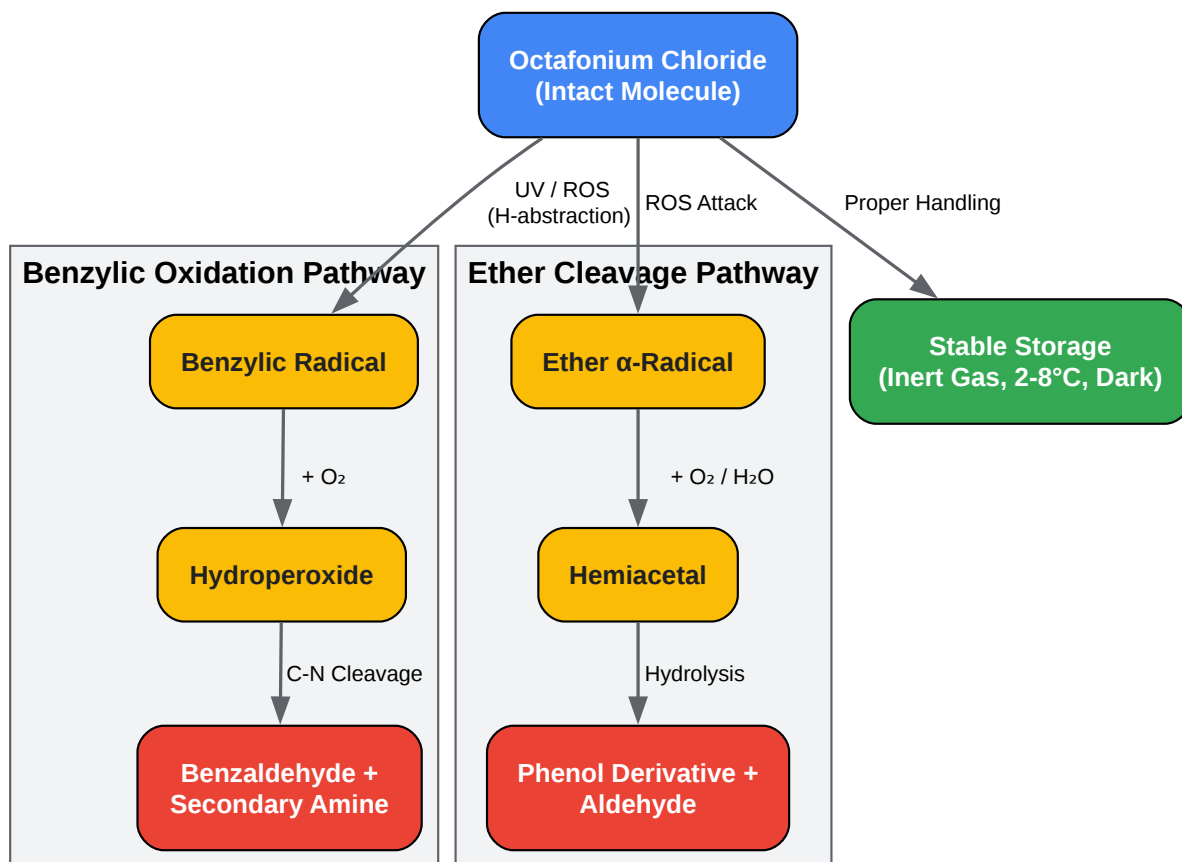 Octafonium Chloride
(Intact Molecule)
UV / ROS
(H-abstraction)
ROS Attack
Proper Handling
Benzylic Oxidation Pathway
Ether Cleavage Pathway
Benzylic Radical
Ether α-Radical
Stable Storage
(Inert Gas, 2-8°C, Dark)
+ O₂
+ O₂ / H₂O
Hydroperoxide
Hemiacetal
C-N Cleavage
Hydrolysis
Benzaldehyde +
Secondary Amine
Phenol Derivative +
Aldehyde